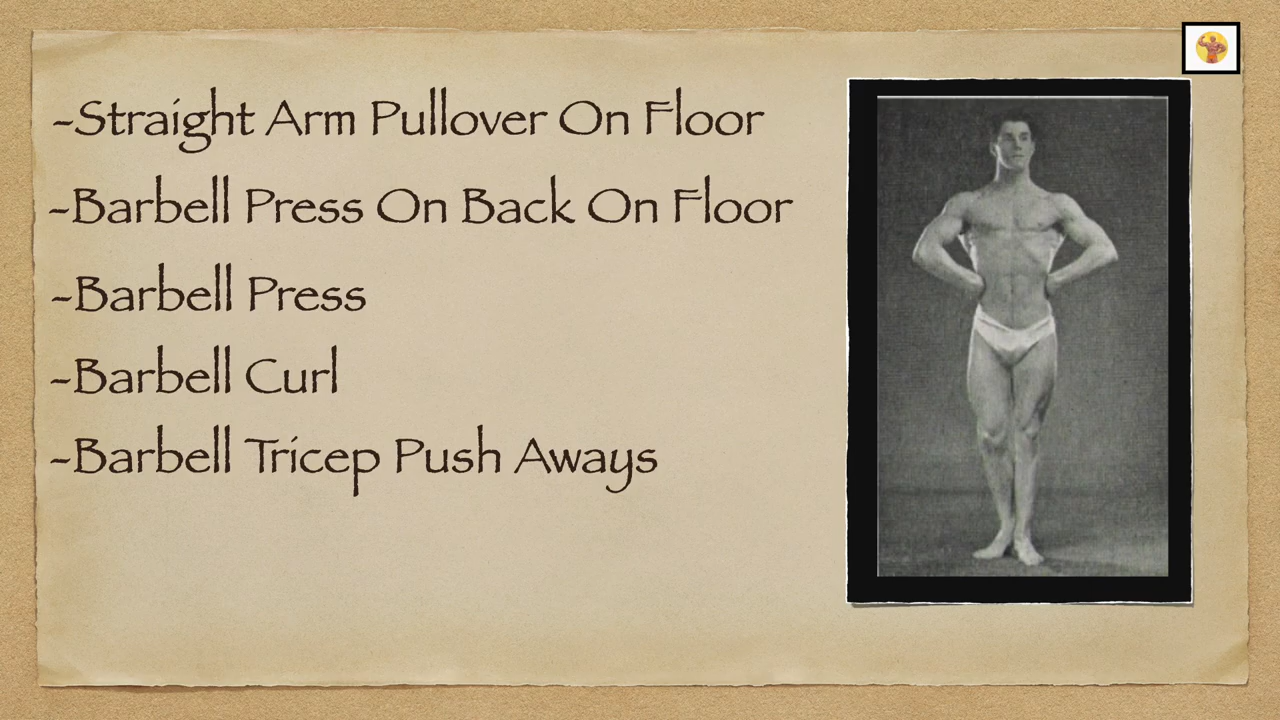 -Straight Arm Pullover On Floor
-Barbell Press On Back On Floor
-Barbell Press
-Barbell Curl
-Barbell Tricep Push Aways